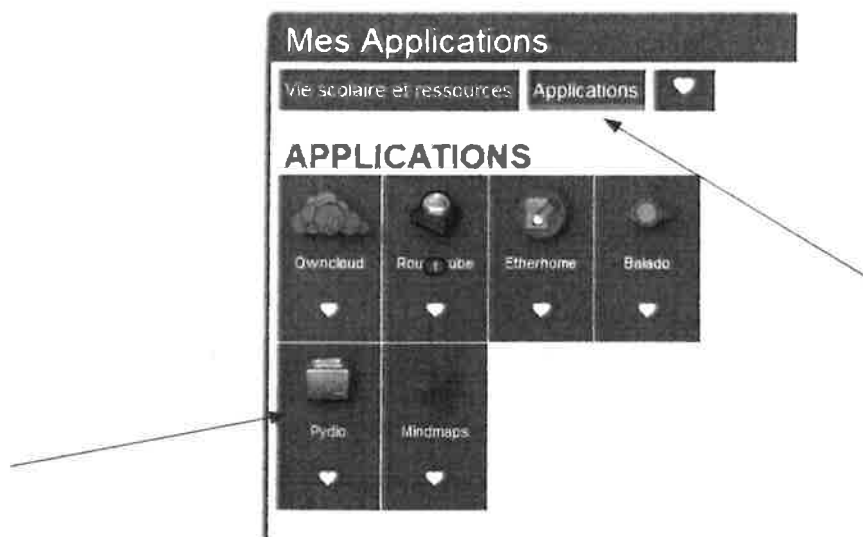 Mes Applications
Vie scolaire et ressources Applications
APPLICATIONS
Owncloud Etherhome Balado
Pydio Mindmaps